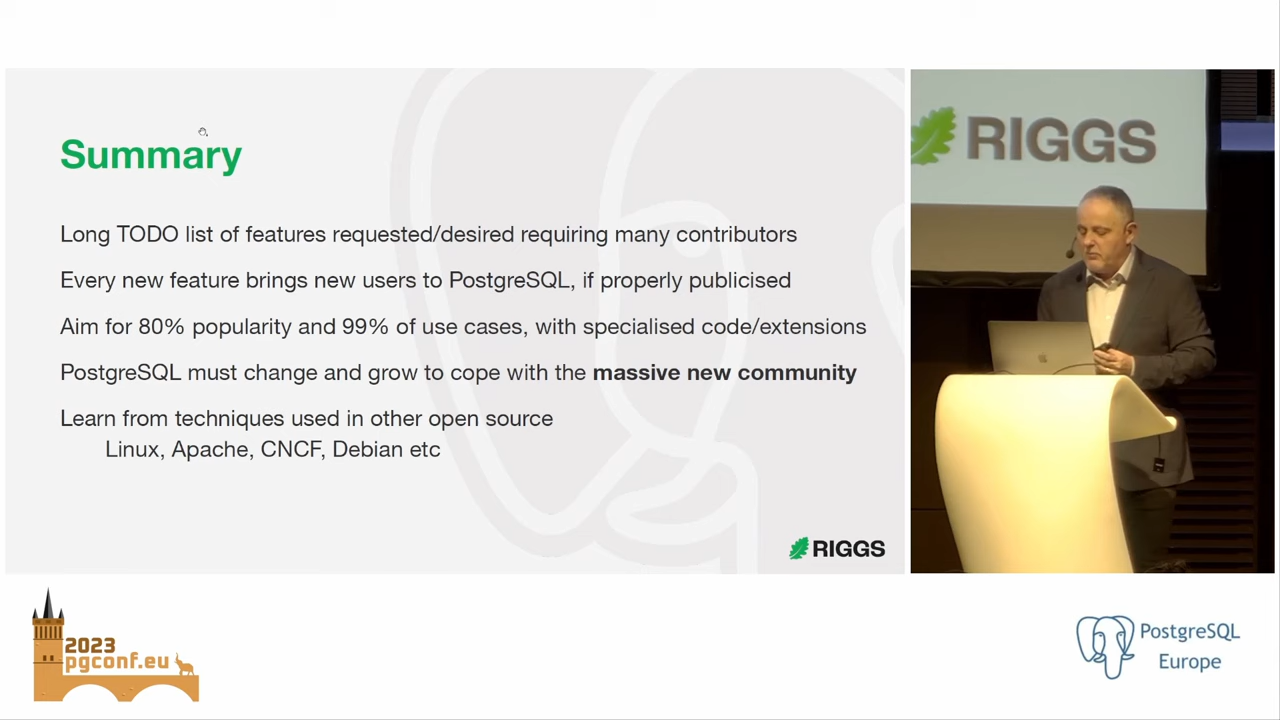 Summary
Long TODO list of features requested/desired requiring many contributors
Every new feature brings new users to PostgreSQL, if properly publicised
Aim for 80% popularity and 99% of use cases, with specialised code/extensions
PostgreSQL must change and grow to cope with the massive new community
Learn from techniques used in other open source
Linux, Apache, CNCF, Debian etc
RIGGS
RIGGS
2023
pgconf.eu
PostgreSQL
Europe